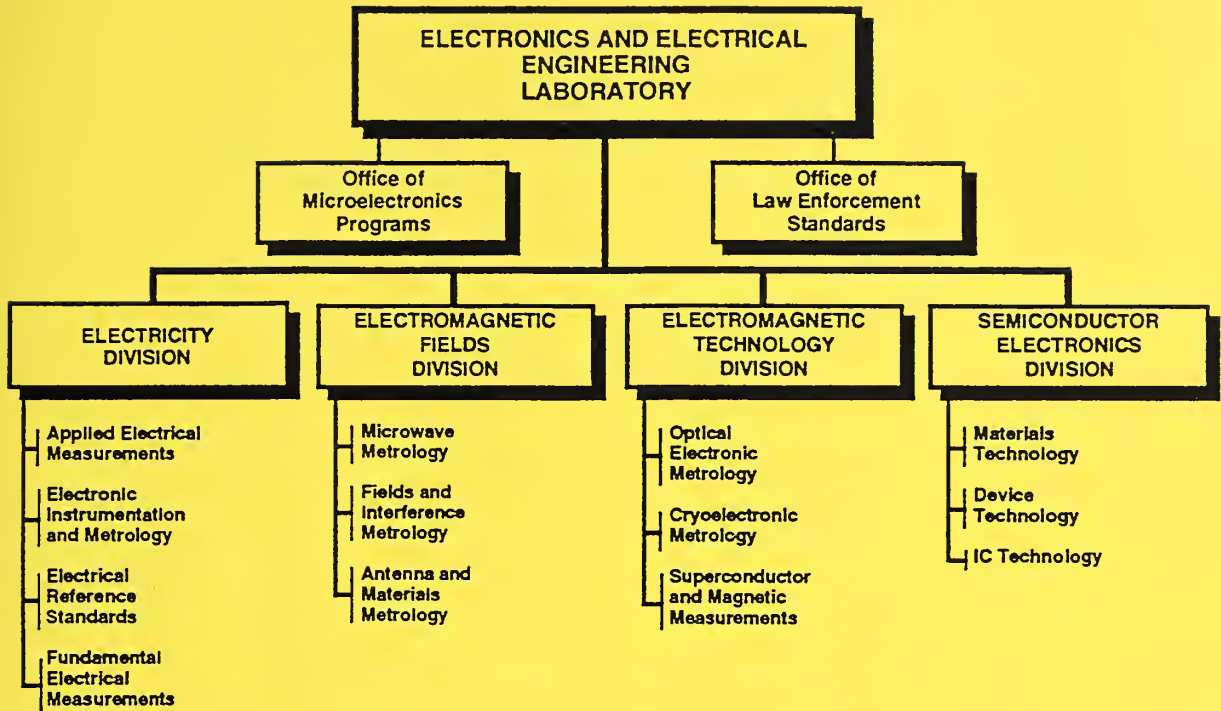 ELECTRONICS AND ELECTRICAL
ENGINEERING
LABORATORY
Office of
Microelectronics
Programs
Office of
Law Enforcement
Standards
ELECTRICITY
DIVISION
ELECTROMAGNETIC
FIELDS
DIVISION
ELECTROMAGNETIC
TECHNOLOGY
DIVISION
SEMICONDUCTOR
ELECTRONICS
DIVISION
Applied Electrical
Measurements
Electronic
Instrumentation
and Metrology
Electrical
Reference
Standards
Fundamental
Electrical
Measurements
Microwave
Metrology
Fields and
Interference
Metrology
Antenna and
Materials
Metrology
Optical
Electronic
Metrology
Cryoelectronic
Metrology
Superconductor
and Magnetic
Measurements
Materials
Technology
Device
Technology
IC Technology